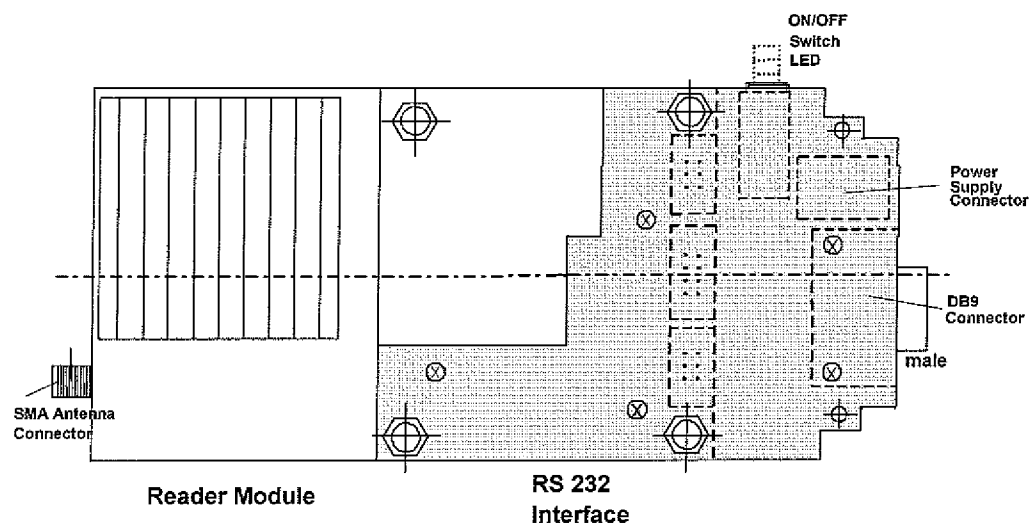 ON/OFF
Switch
LED
Power
Supply
Connector
DB9
Connector
male
SMA Antenna
Connector
Reader Module
RS 232
Interface